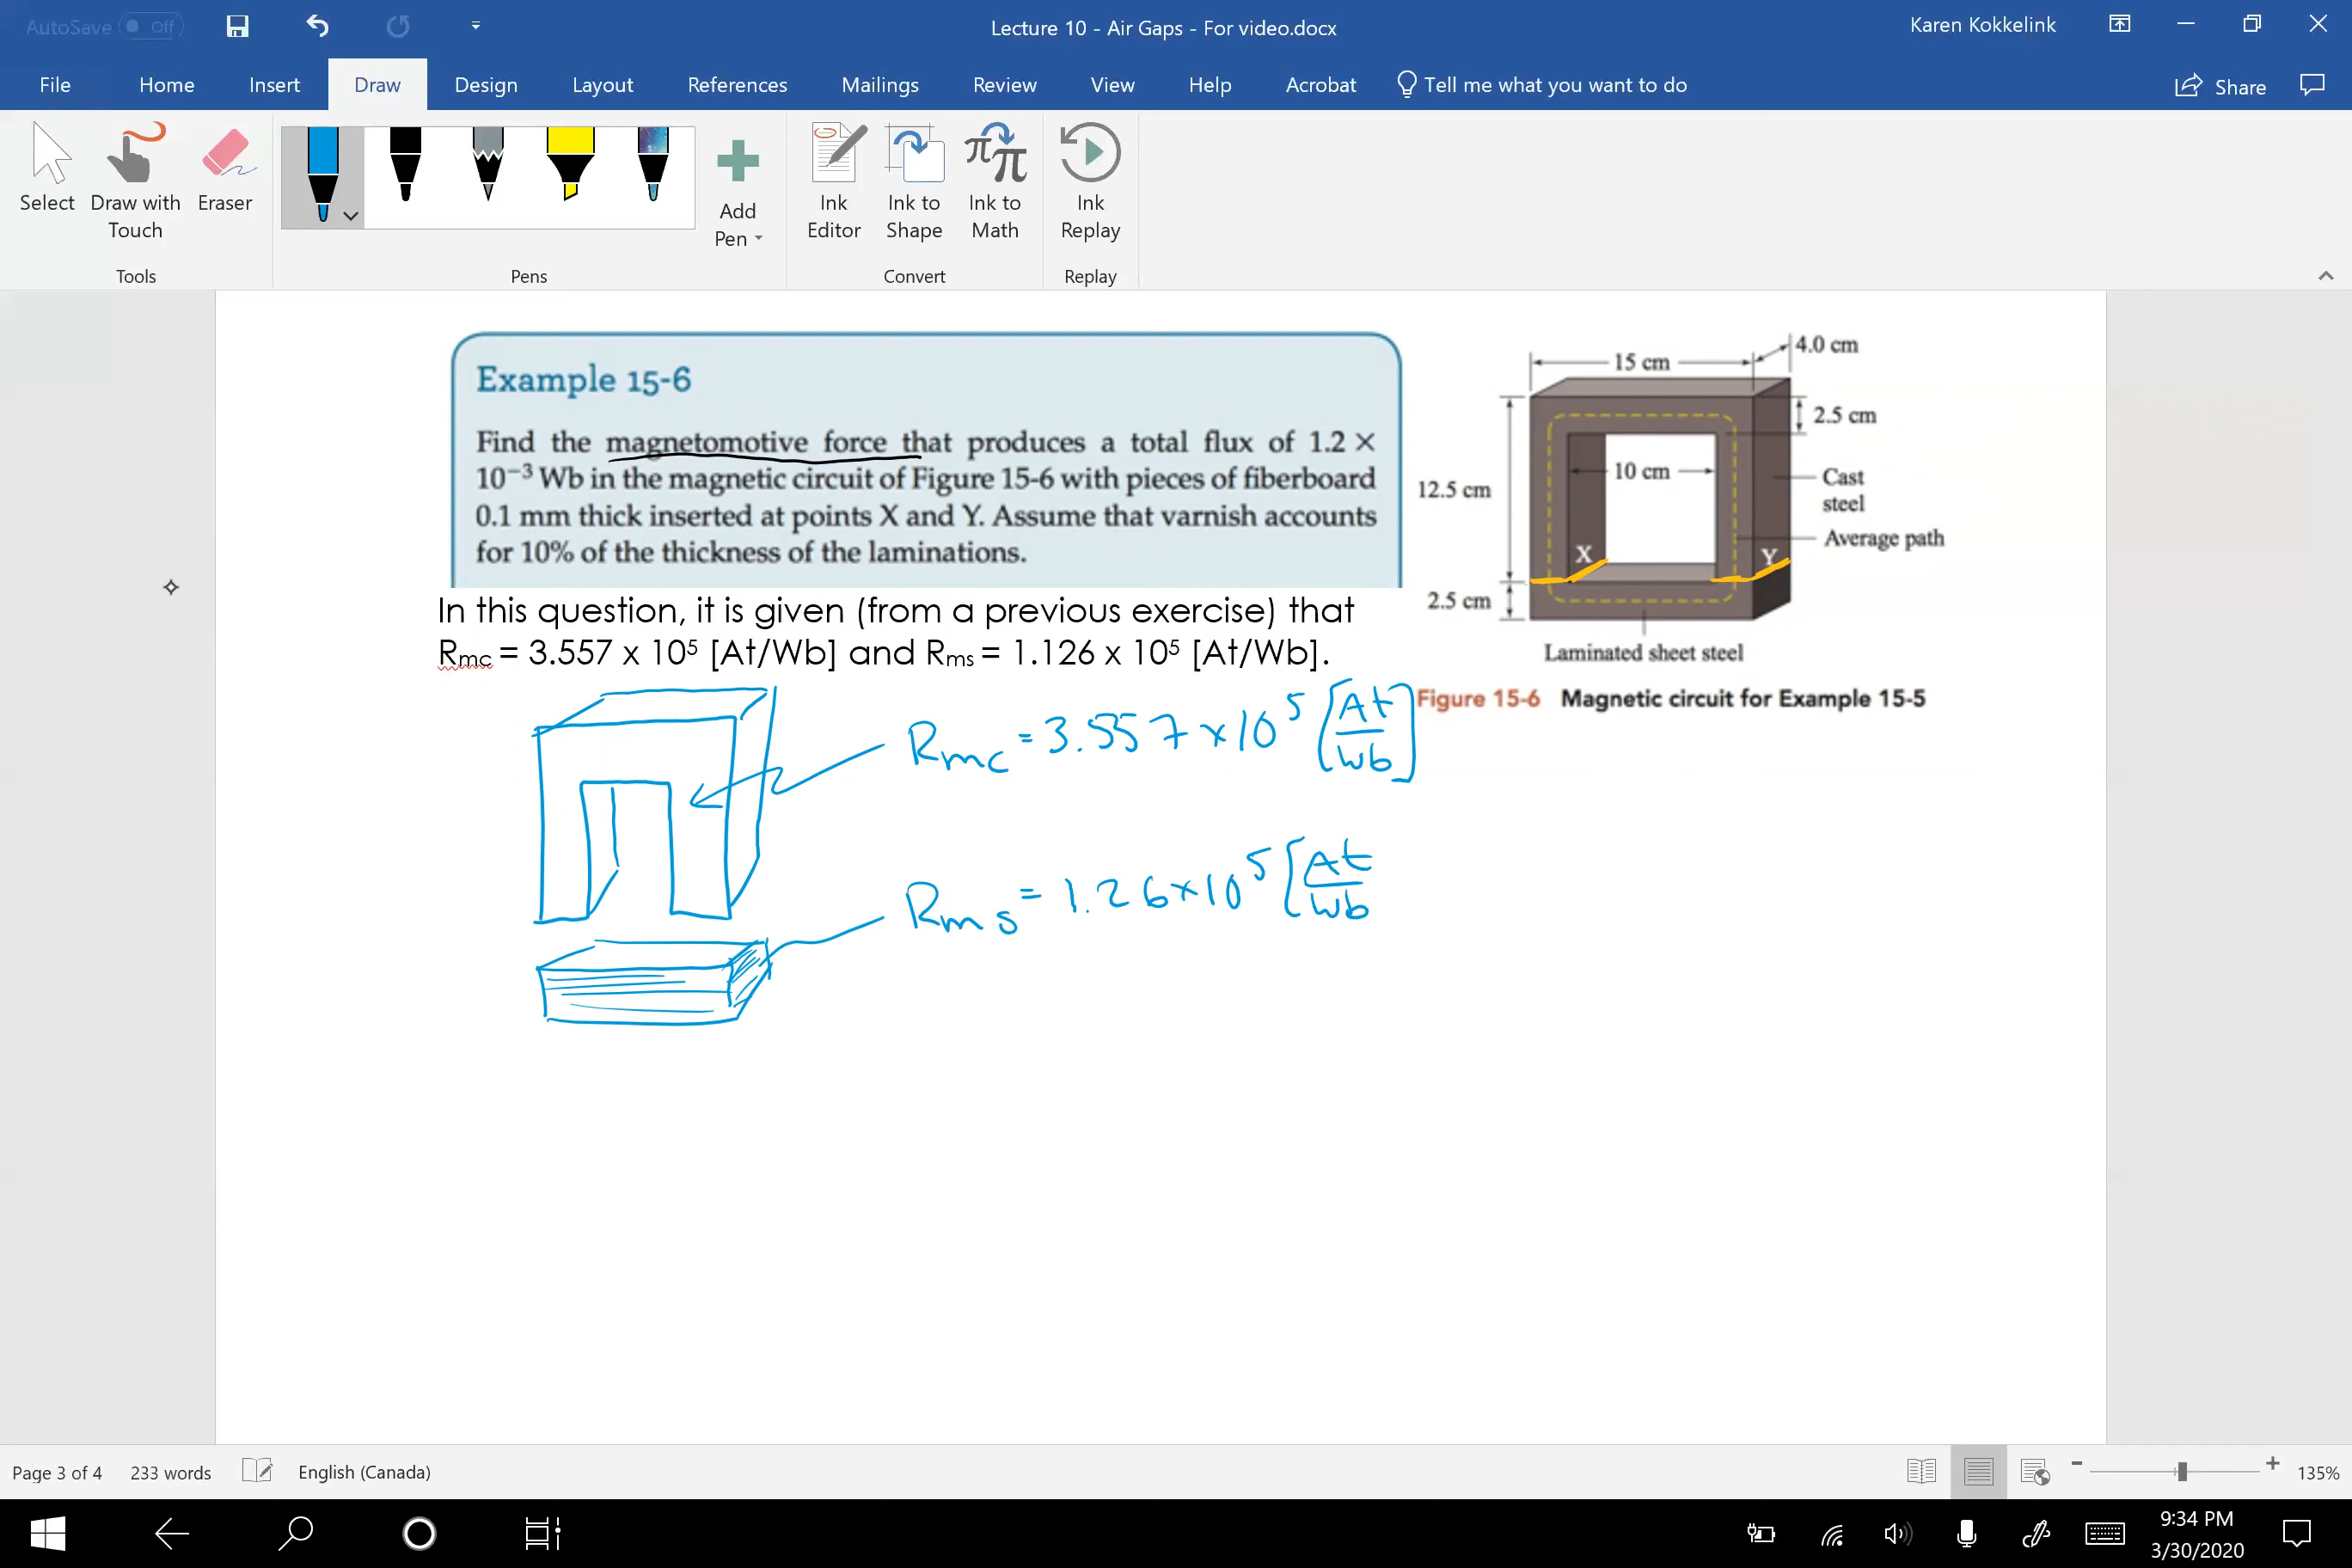 AutoSave Off
Lecture 10 - Air Gaps - For video.docx
Karen Kokkelink
File Home Insert Draw Design Layout References Mailings Review View Help Acrobat Tell me what you want to do Share
Select
Draw with Touch
Eraser
Add Pen
Ink Editor
Ink to Shape
Ink to Math
Ink Replay
Tools Pens Convert Replay
Example 15-6
Find the magnetomotive force that produces a total flux of 1.2 ×
10⁻³ Wb in the magnetic circuit of Figure 15-6 with pieces of fiberboard
0.1 mm thick inserted at points X and Y. Assume that varnish accounts
for 10% of the thickness of the laminations.
15 cm
4.0 cm
2.5 cm
10 cm
12.5 cm
Cast
steel
Average path
X
Y
2.5 cm
Laminated sheet steel
Figure 15-6 Magnetic circuit for Example 15-5
In this question, it is given (from a previous exercise) that
Rmc = 3.557 x 10⁵ [At/Wb] and Rms = 1.126 x 10⁵ [At/Wb].
Rmc = 3.557 x 10⁵ [At/Wb]
Rms = 1.26 x 10⁵ [At/Wb
Page 3 of 4 233 words English (Canada)
135%
9:34 PM
3/30/2020